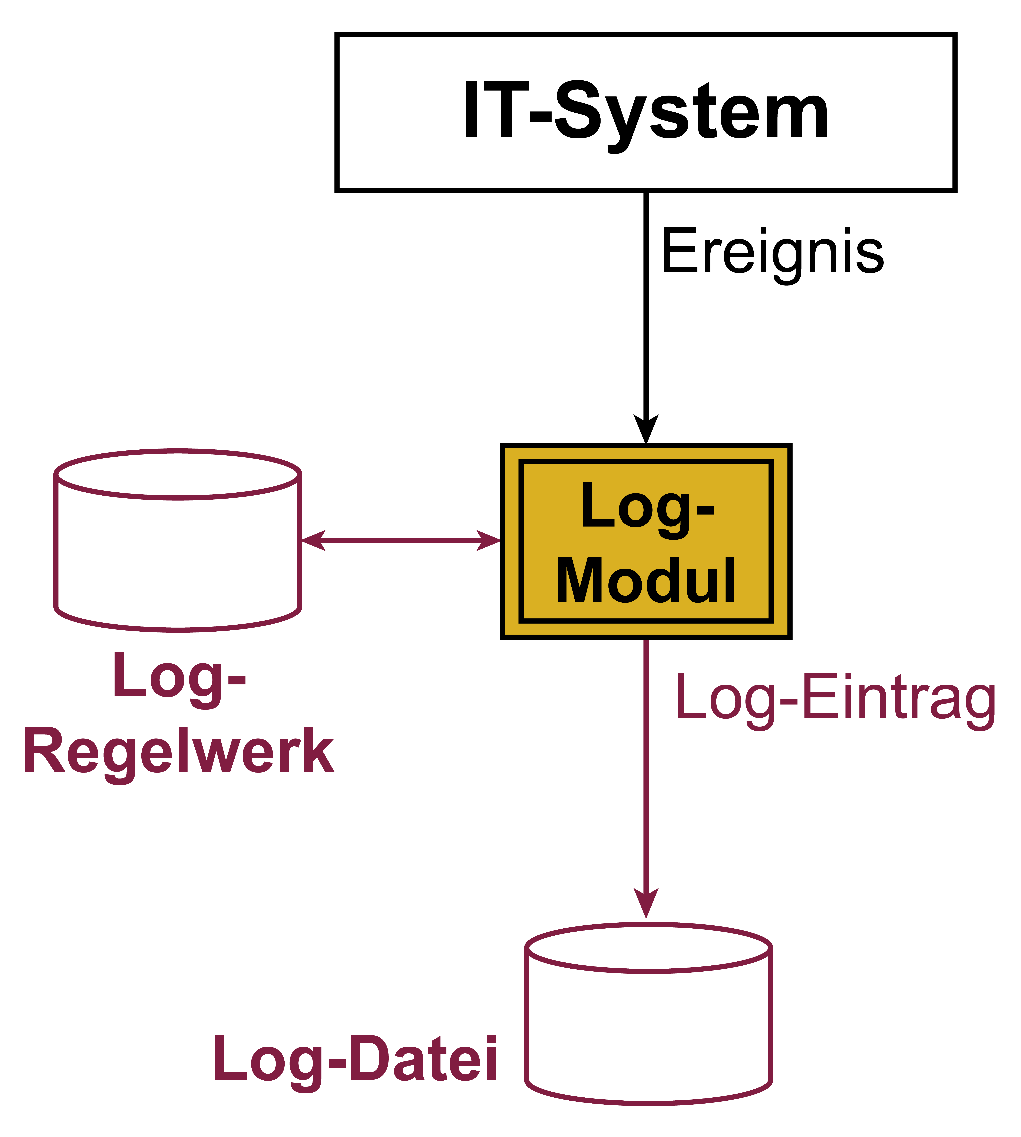 IT-System
Ereignis
Log-
Modul
Log-
Regelwerk
Log-Eintrag
Log-Datei